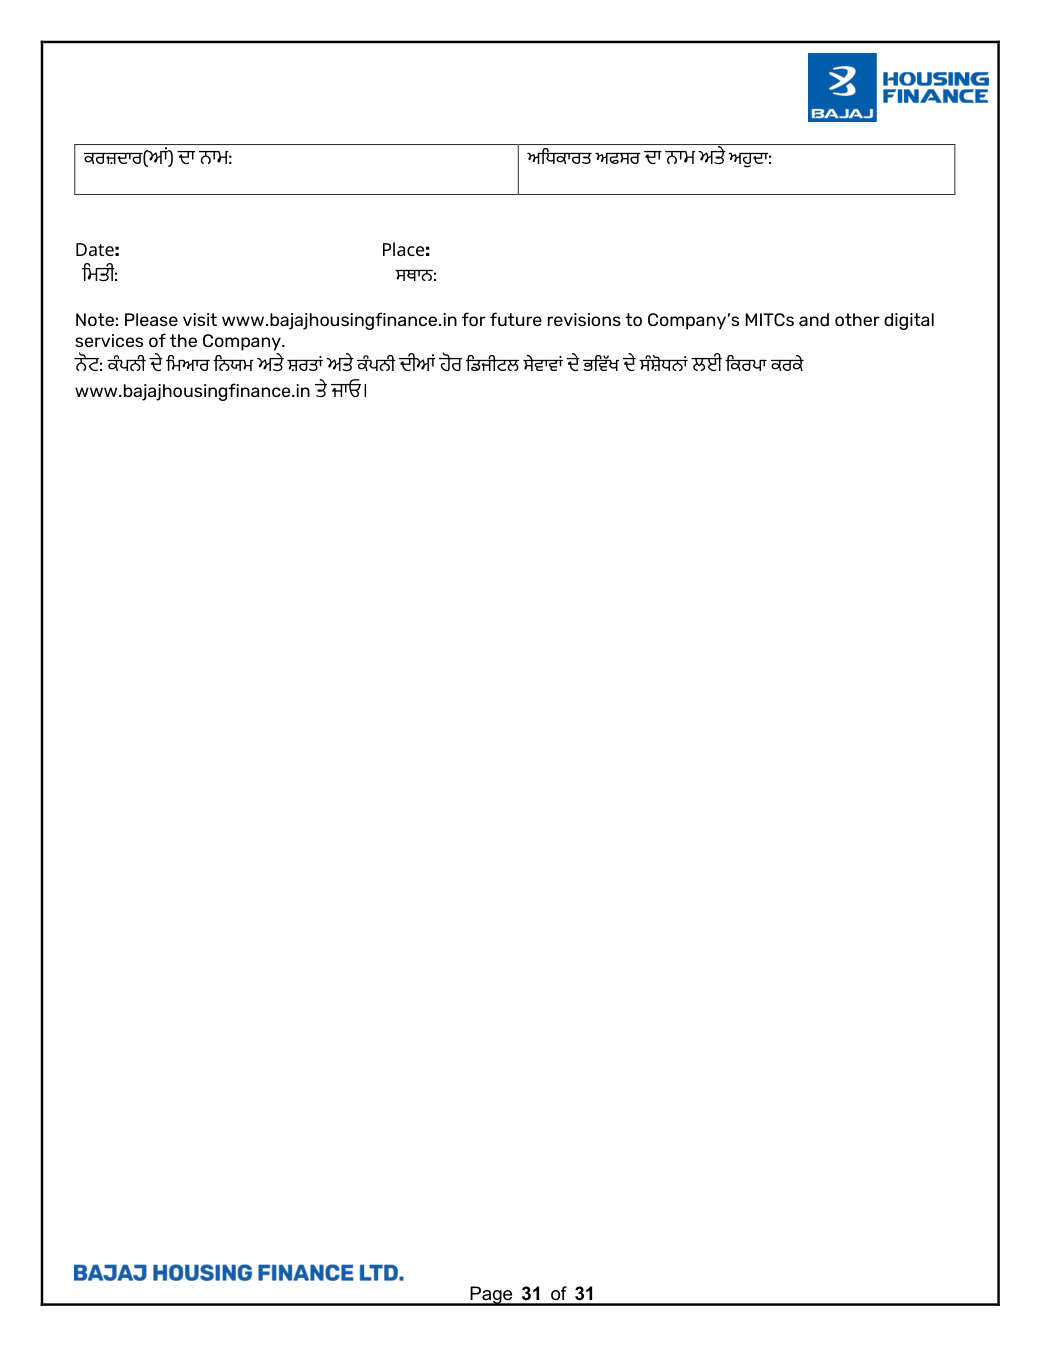 HOUSING
FINANCE
BAJAJ
ਕਰਜ਼ਦਾਰ(ਆਂ) ਦਾ ਨਾਮ:
ਅਧਿਕਾਰਤ ਅਫਸਰ ਦਾ ਨਾਮ ਅਤੇ ਅਹੁਦਾ:
Date: Place:
ਮਿਤੀ: ਸਥਾਨ:
Note: Please visit www.bajajhousingfinance.in for future revisions to Company’s MITCs and other digital
services of the Company.
ਨੋਟ: ਕੰਪਨੀ ਦੇ ਮਿਆਰ ਨਿਯਮ ਅਤੇ ਸ਼ਰਤਾਂ ਅਤੇ ਕੰਪਨੀ ਦੀਆਂ ਹੋਰ ਡਿਜੀਟਲ ਸੇਵਾਵਾਂ ਦੇ ਭਵਿੱਖ ਦੇ ਸੰਸ਼ੋਧਨਾਂ ਲਈ ਕਿਰਪਾ ਕਰਕੇ
www.bajajhousingfinance.in ਤੇ ਜਾਓ।
BAJAJ HOUSING FINANCE LTD.
Page 31 of 31